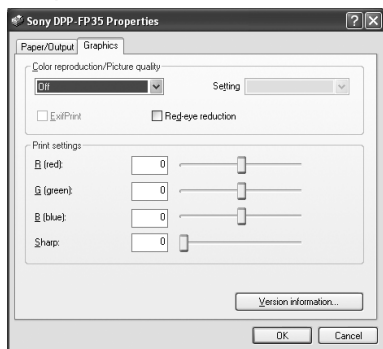 Sony DPP-FP35 Properties
Paper/Output Graphics
Color reproduction/Picture quality
Off Setting
ExifPrint Red-eye reduction
Print settings
R (red): 0
G (green): 0
B (blue): 0
Sharp: 0
Version information...
OK Cancel